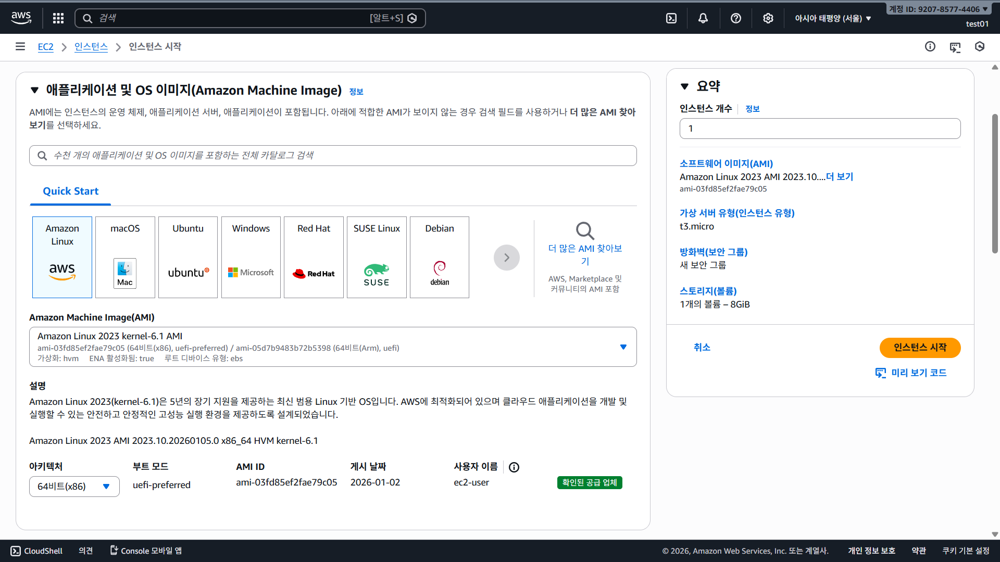 aws
검색
[알트+S]
아시아 태평양 (서울) ▼
계정 ID: 9207-8577-4406 ▼
test01
EC2
인스턴스
인스턴스 시작
애플리케이션 및 OS 이미지(Amazon Machine Image) 정보
AMI에는 인스턴스의 운영 체제, 애플리케이션 서버, 애플리케이션이 포함됩니다. 아래에 적합한 AMI가 보이지 않는 경우 검색 필드를 사용하거나 더 많은 AMI 찾아
보기를 선택하세요.
수천 개의 애플리케이션 및 OS 이미지를 포함하는 전체 카탈로그 검색
Quick Start
Amazon
Linux
aws
macOS
Mac
Ubuntu
ubuntu
Windows
Microsoft
Red Hat
Red Hat
SUSE Linux
SUSE
Debian
debian
더 많은 AMI 찾아보
기
AWS, Marketplace 및
커뮤니티의 AMI 포함
Amazon Machine Image(AMI)
Amazon Linux 2023 kernel-6.1 AMI
ami-03fd85ef2fae79c05 (64비트(x86), uefi-preferred) / ami-05d7b9483b72b5398 (64비트(Arm), uefi)
가상화: hvm ENA 활성화됨: true 루트 디바이스 유형: ebs
설명
Amazon Linux 2023(kernel-6.1)은 5년의 장기 지원을 제공하는 최신 범용 Linux 기반 OS입니다. AWS에 최적화되어 있으며 클라우드 애플리케이션을 개발 및
실행할 수 있는 안전하고 안정적인 고성능 실행 환경을 제공하도록 설계되었습니다.
Amazon Linux 2023 AMI 2023.10.20260105.0 x86_64 HVM kernel-6.1
아키텍처
64비트(x86)
부트 모드
uefi-preferred
AMI ID
ami-03fd85ef2fae79c05
게시 날짜
2026-01-02
사용자 이름
ec2-user
확인된 공급 업체
요약
인스턴스 개수 정보
1
소프트웨어 이미지(AMI)
Amazon Linux 2023 AMI 2023.10....더 보기
ami-03fd85ef2fae79c05
가상 서버 유형(인스턴스 유형)
t3.micro
방화벽(보안 그룹)
새 보안 그룹
스토리지(볼륨)
1개의 볼륨 – 8GiB
취소
인스턴스 시작
미리 보기 코드
CloudShell
의견
Console 모바일 앱
© 2026, Amazon Web Services, Inc. 또는 계열사.
개인 정보 보호
약관
쿠키 기본 설정